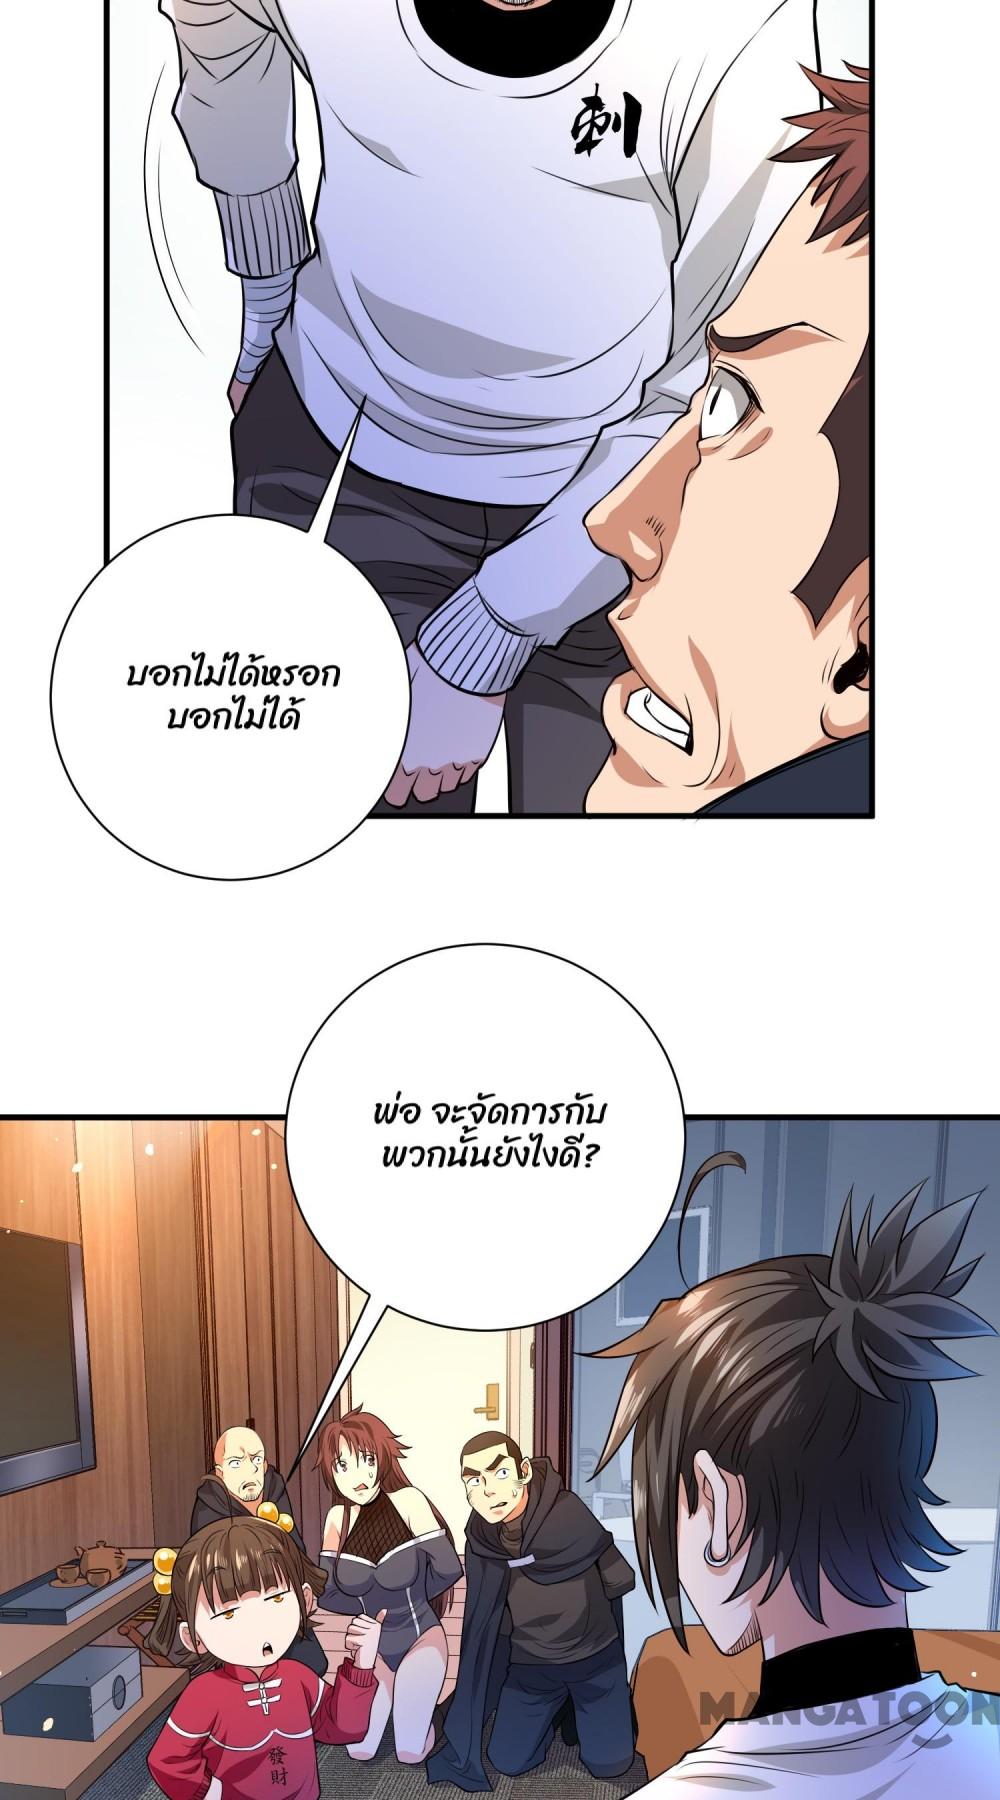 刺
บอกไม่ได้หรอก
บอกไม่ได้
พ่อ จะจัดการกับ
พวกนั้นยังไงดี?
發財
MANGATOON